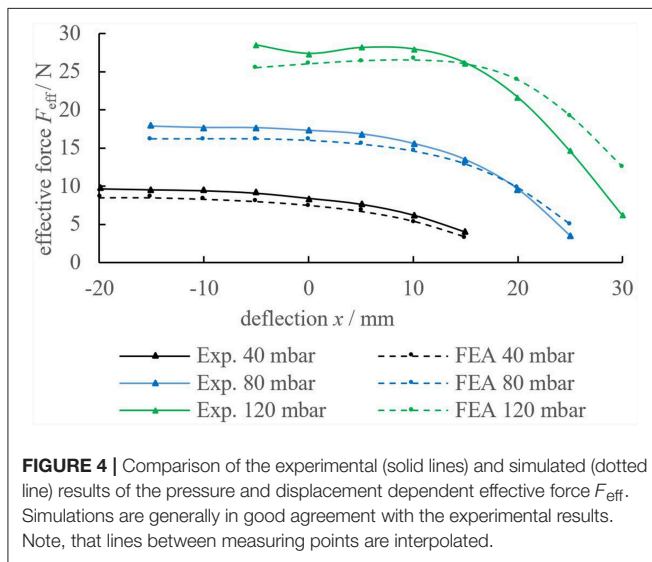 30
25
20
15
10
5
0
effective force Feff / N
-20 -10 0 10 20 30
deflection x / mm
Exp. 40 mbar FEA 40 mbar
Exp. 80 mbar FEA 80 mbar
Exp. 120 mbar FEA 120 mbar
FIGURE 4 | Comparison of the experimental (solid lines) and simulated (dotted
line) results of the pressure and displacement dependent effective force Feff.
Simulations are generally in good agreement with the experimental results.
Note, that lines between measuring points are interpolated.